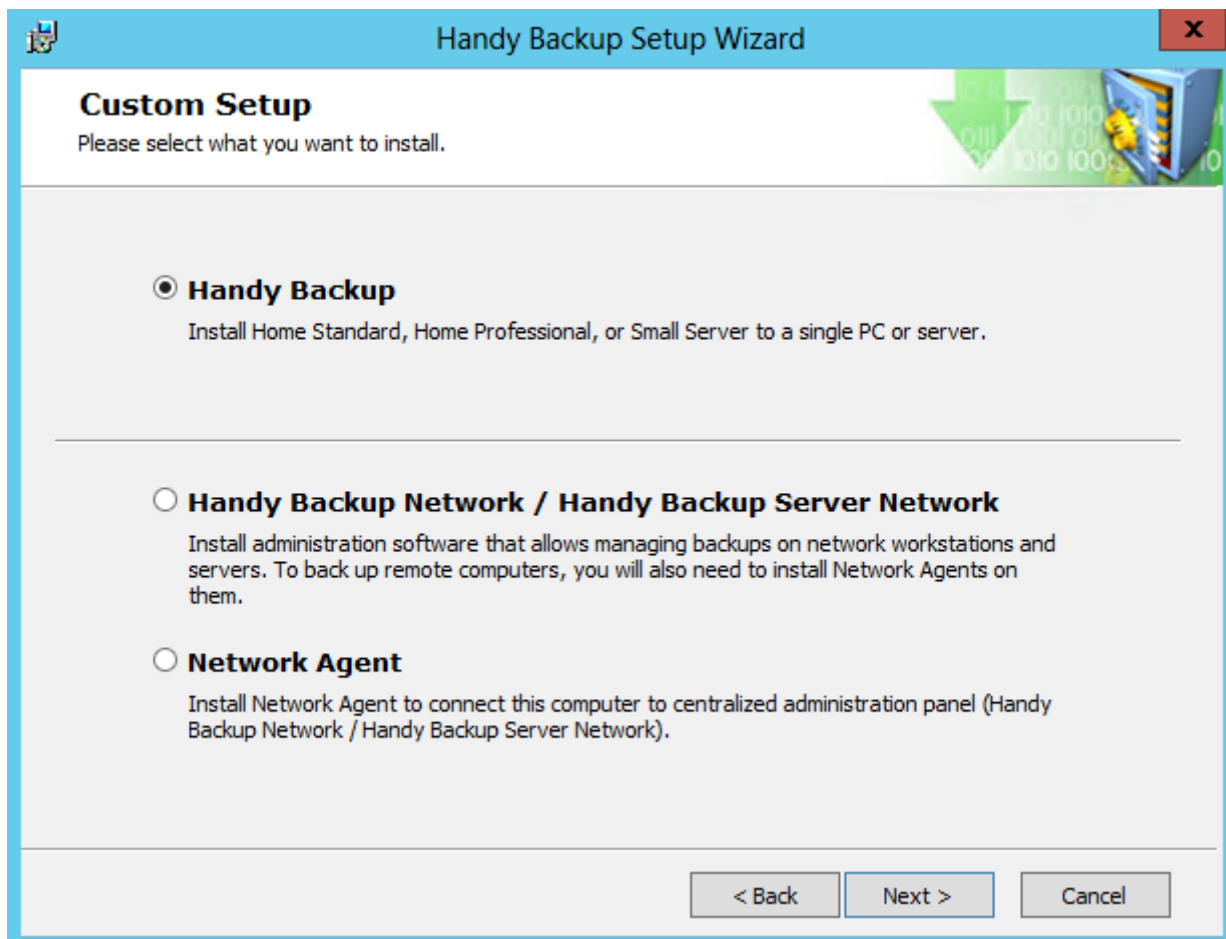 Handy Backup Setup Wizard
x
Custom Setup
Please select what you want to install.
Handy Backup
Install Home Standard, Home Professional, or Small Server to a single PC or server.
Handy Backup Network / Handy Backup Server Network
Install administration software that allows managing backups on network workstations and
servers. To back up remote computers, you will also need to install Network Agents on
them.
Network Agent
Install Network Agent to connect this computer to centralized administration panel (Handy
Backup Network / Handy Backup Server Network).
< Back
Next >
Cancel